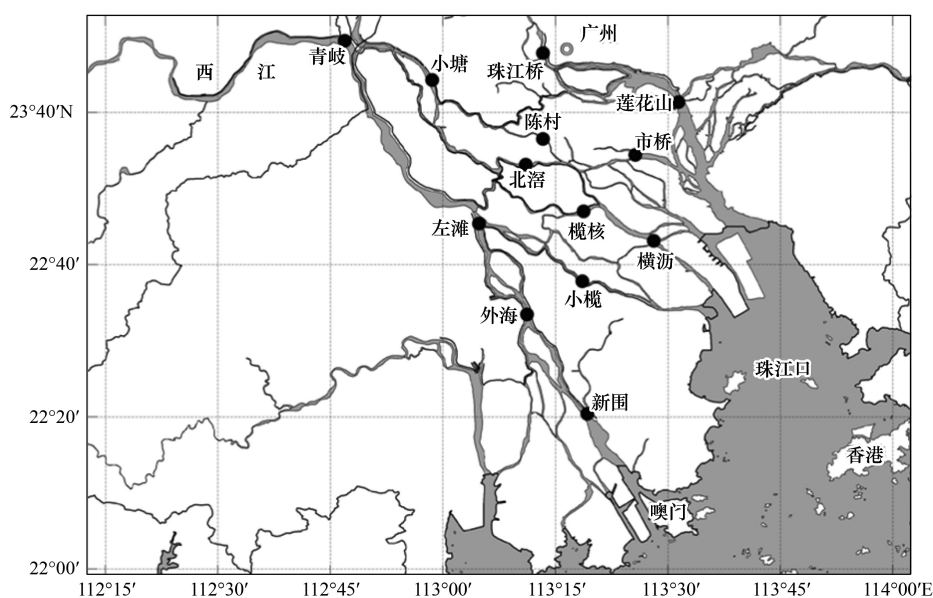 广州
青岐
西 江
小塘
珠江桥
莲花山
23°40′N
陈村
市桥
北滘
左滩
榄核
横沥
22°40′
小榄
外海
珠江口
新围
22°20′
香港
澳门
22°00′
112°15′ 112°30′ 112°45′ 113°00′ 113°15′ 113°30′ 113°45′ 114°00′E